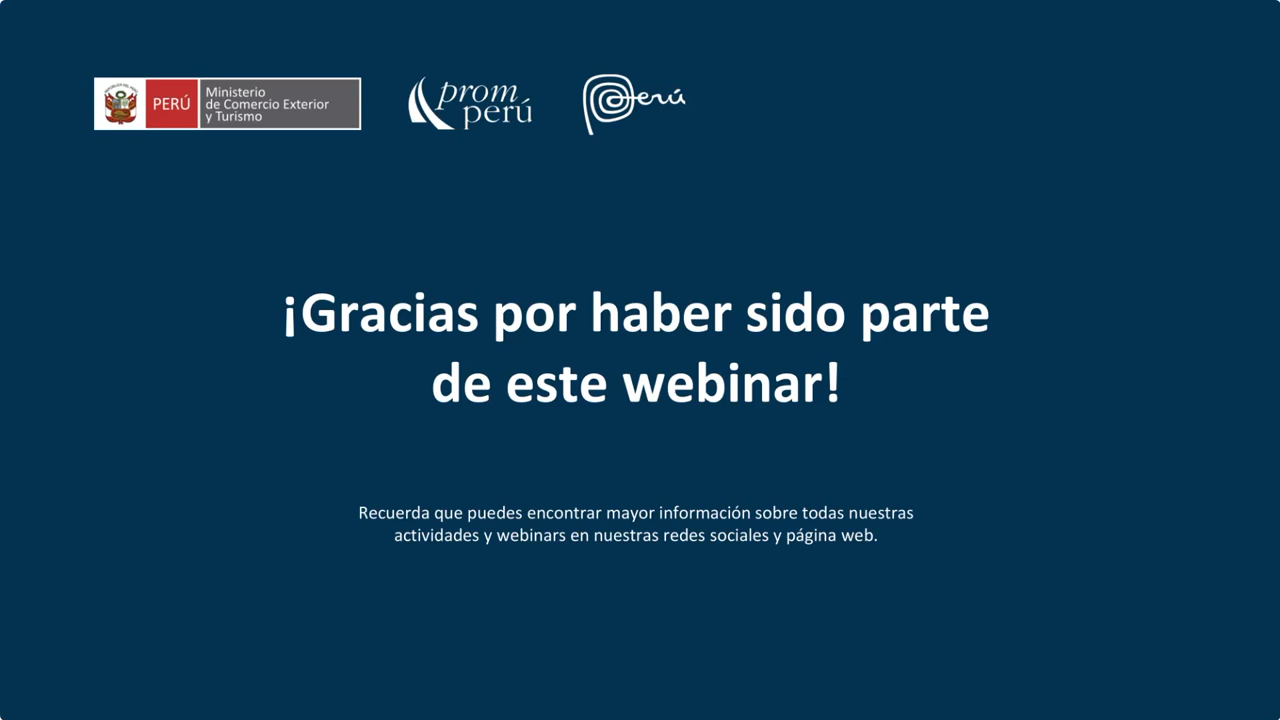 PERÚ
Ministerio
de Comercio Exterior
y Turismo
prom
perú
Perú
¡Gracias por haber sido parte
de este webinar!
Recuerda que puedes encontrar mayor información sobre todas nuestras
actividades y webinars en nuestras redes sociales y página web.